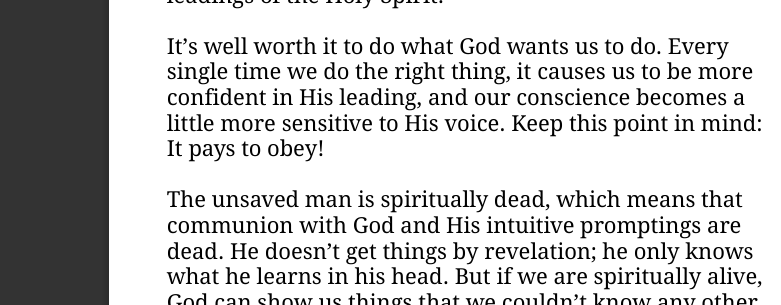 leadings of the Holy Spirit.
It’s well worth it to do what God wants us to do. Every
single time we do the right thing, it causes us to be more
confident in His leading, and our conscience becomes a
little more sensitive to His voice. Keep this point in mind:
It pays to obey!
The unsaved man is spiritually dead, which means that
communion with God and His intuitive promptings are
dead. He doesn’t get things by revelation; he only knows
what he learns in his head. But if we are spiritually alive,
God can show us things that we couldn’t know any other